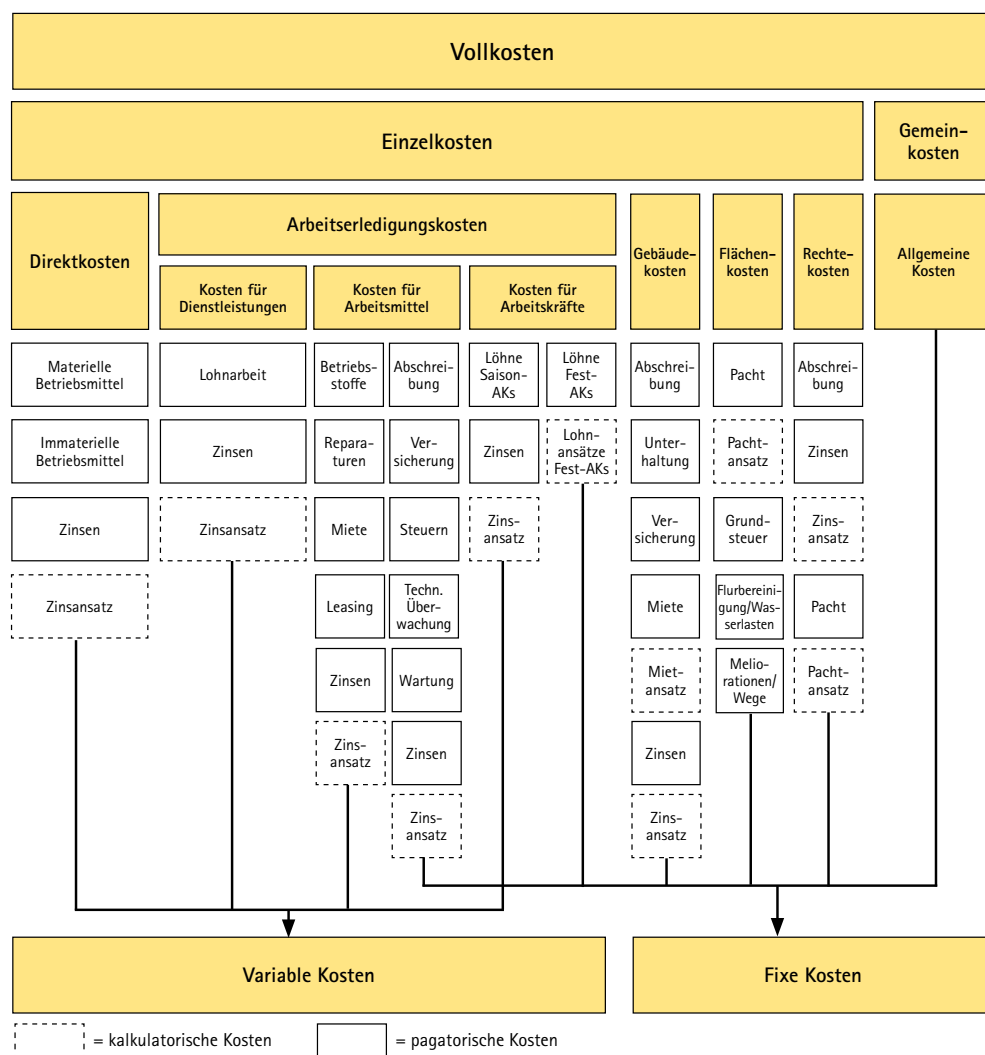 Vollkosten
Einzelkosten
Gemein-
kosten
Direktkosten
Arbeitserledigungskosten
Gebäude-
kosten
Flächen-
kosten
Rechte-
kosten
Allgemeine
Kosten
Kosten für
Dienstleistungen
Kosten für
Arbeitsmittel
Kosten für
Arbeitskräfte
Materielle
Betriebsmittel
Lohnarbeit
Betriebs-
stoffe
Abschrei-
bung
Löhne
Saison-
AKs
Löhne
Fest-
AKs
Abschrei-
bung
Pacht
Abschrei-
bung
Immaterielle
Betriebsmittel
Zinsen
Repara-
turen
Ver-
sicherung
Zinsen
Lohn-
ansätze
Fest-AKs
Unter-
haltung
Pacht-
ansatz
Zinsen
Zinsen
Zinsansatz
Miete
Steuern
Zins-
ansatz
Ver-
sicherung
Grund-
steuer
Zins-
ansatz
Zinsansatz
Leasing
Techn.
Über-
wachung
Miete
Flurbereini-
gung/Was-
serlasten
Pacht
Zinsen
Wartung
Miet-
ansatz
Melio-
rationen/
Wege
Pacht-
ansatz
Zins-
ansatz
Zinsen
Zinsen
Zins-
ansatz
Zins-
ansatz
Variable Kosten
Fixe Kosten
= kalkulatorische Kosten
= pagatorische Kosten